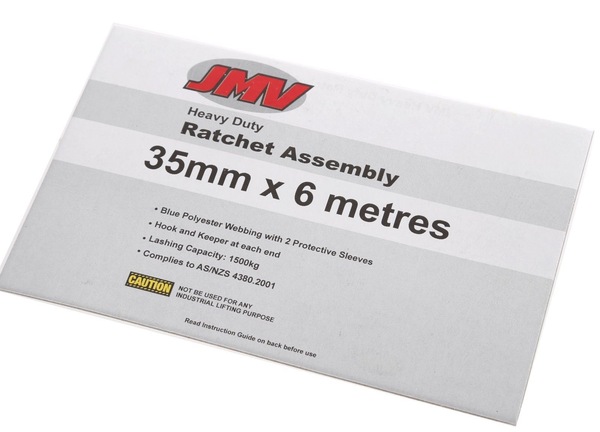 JMV
Heavy Duty
Ratchet Assembly
35mm x 6 metres
• Blue Polyester Webbing with 2 Protective Sleeves
• Hook and Keeper at each end
• Lashing Capacity: 1500kg
• Complies to AS/NZS 4380.2001
CAUTION
NOT BE USED FOR ANY
INDUSTRIAL LIFTING PURPOSE
Read Instruction Guide on back before use